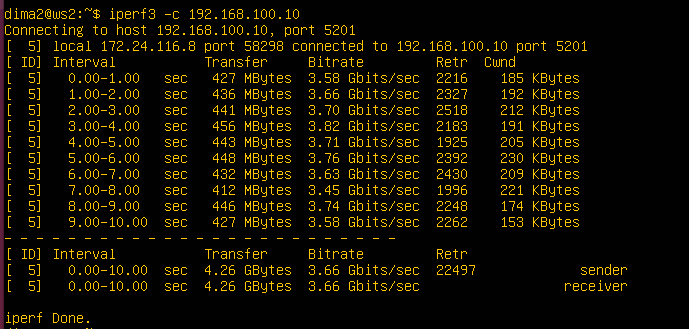 dima2@ws2:~$ iperf3 -c 192.168.100.10
Connecting to host 192.168.100.10, port 5201
[  5] local 172.24.116.8 port 58298 connected to 192.168.100.10 port 5201
[ ID] Interval           Transfer     Bitrate         Retr  Cwnd
[  5]   0.00-1.00   sec   427 MBytes  3.58 Gbits/sec  2216    185 KBytes
[  5]   1.00-2.00   sec   436 MBytes  3.66 Gbits/sec  2327    192 KBytes
[  5]   2.00-3.00   sec   441 MBytes  3.70 Gbits/sec  2518    212 KBytes
[  5]   3.00-4.00   sec   456 MBytes  3.82 Gbits/sec  2183    191 KBytes
[  5]   4.00-5.00   sec   443 MBytes  3.71 Gbits/sec  1925    205 KBytes
[  5]   5.00-6.00   sec   448 MBytes  3.76 Gbits/sec  2392    230 KBytes
[  5]   6.00-7.00   sec   432 MBytes  3.63 Gbits/sec  2430    209 KBytes
[  5]   7.00-8.00   sec   412 MBytes  3.45 Gbits/sec  1996    221 KBytes
[  5]   8.00-9.00   sec   446 MBytes  3.74 Gbits/sec  2248    174 KBytes
[  5]   9.00-10.00  sec   427 MBytes  3.58 Gbits/sec  2262    153 KBytes
- - - - - - - - - - - - - - - - - - - - - - - - -
[ ID] Interval           Transfer     Bitrate         Retr
[  5]   0.00-10.00  sec  4.26 GBytes  3.66 Gbits/sec  22497             sender
[  5]   0.00-10.00  sec  4.26 GBytes  3.66 Gbits/sec                  receiver
iperf Done.